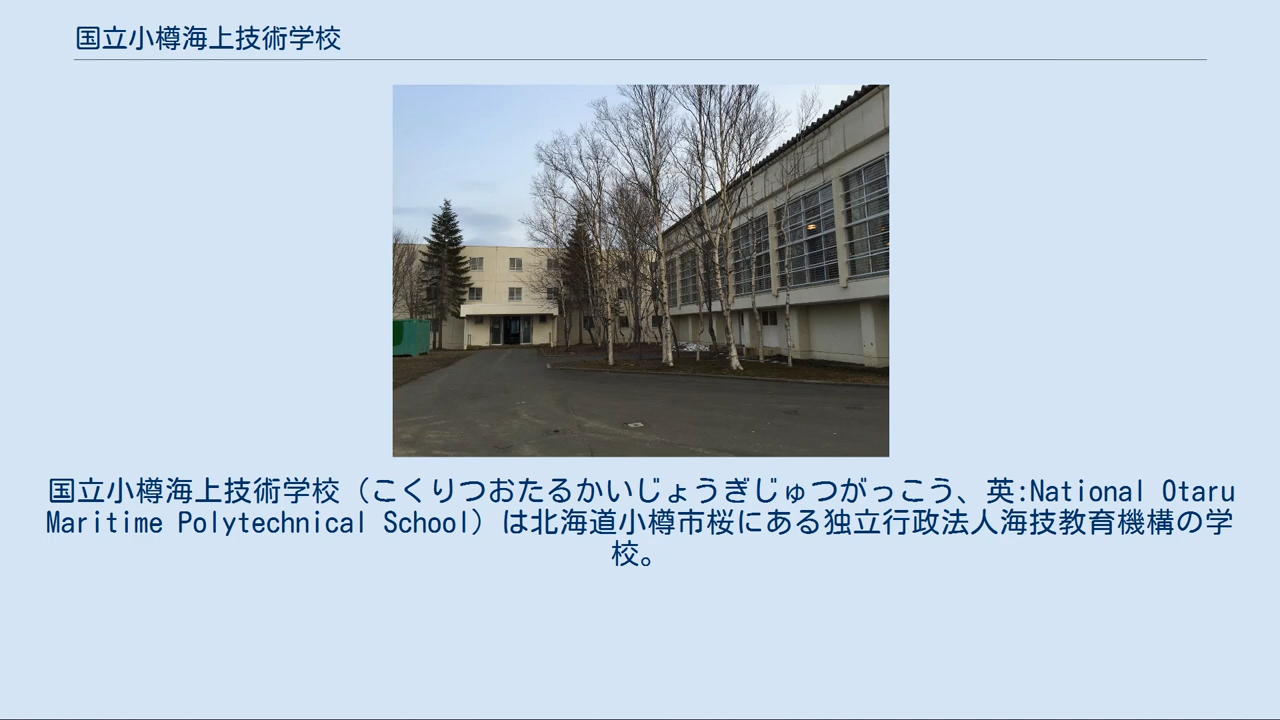 国立小樽海上技術学校
国立小樽海上技術学校（こくりつおたるかいじょうぎじゅつがっこう、英:National Otaru
Maritime Polytechnical School）は北海道小樽市桜にある独立行政法人海技教育機構の学
校。